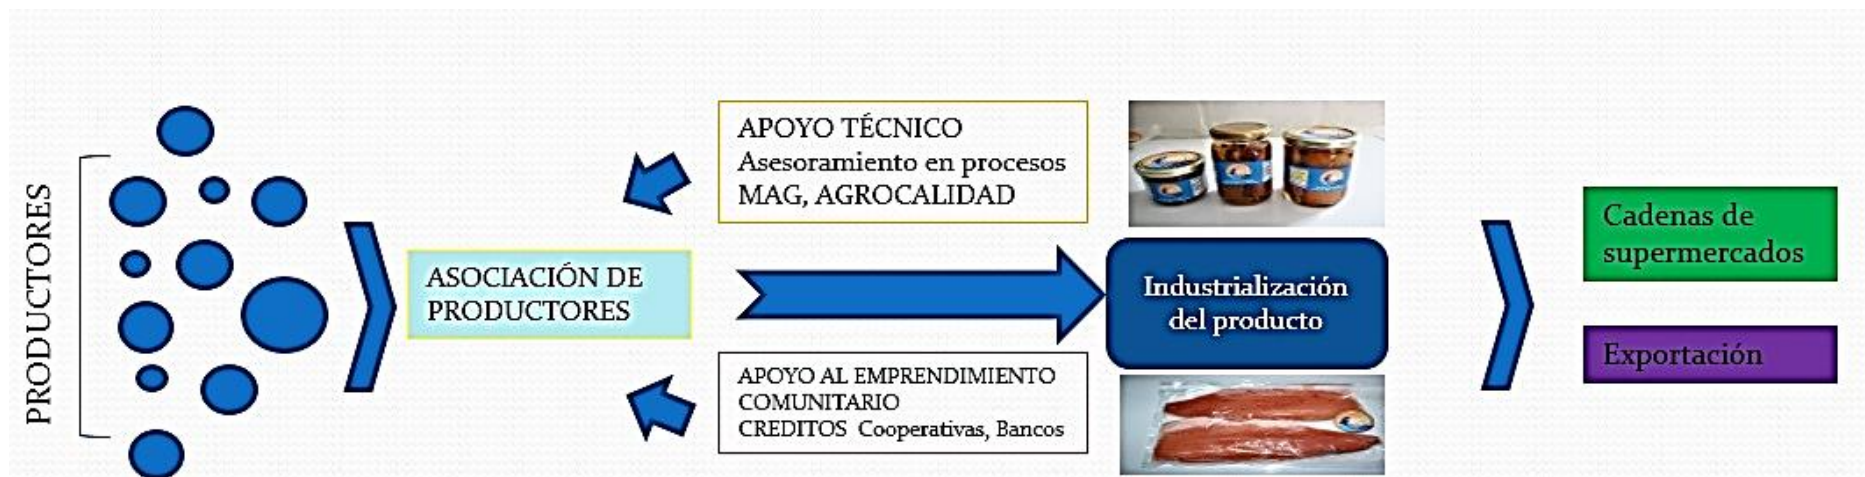 PRODUCTORES
ASOCIACIÓN DE
PRODUCTORES
APOYO TÉCNICO
Asesoramiento en procesos
MAG, AGROCALIDAD
APOYO AL EMPRENDIMIENTO
COMUNITARIO
CREDITOS Cooperativas, Bancos
Industrialización
del producto
Cadenas de
supermercados
Exportación